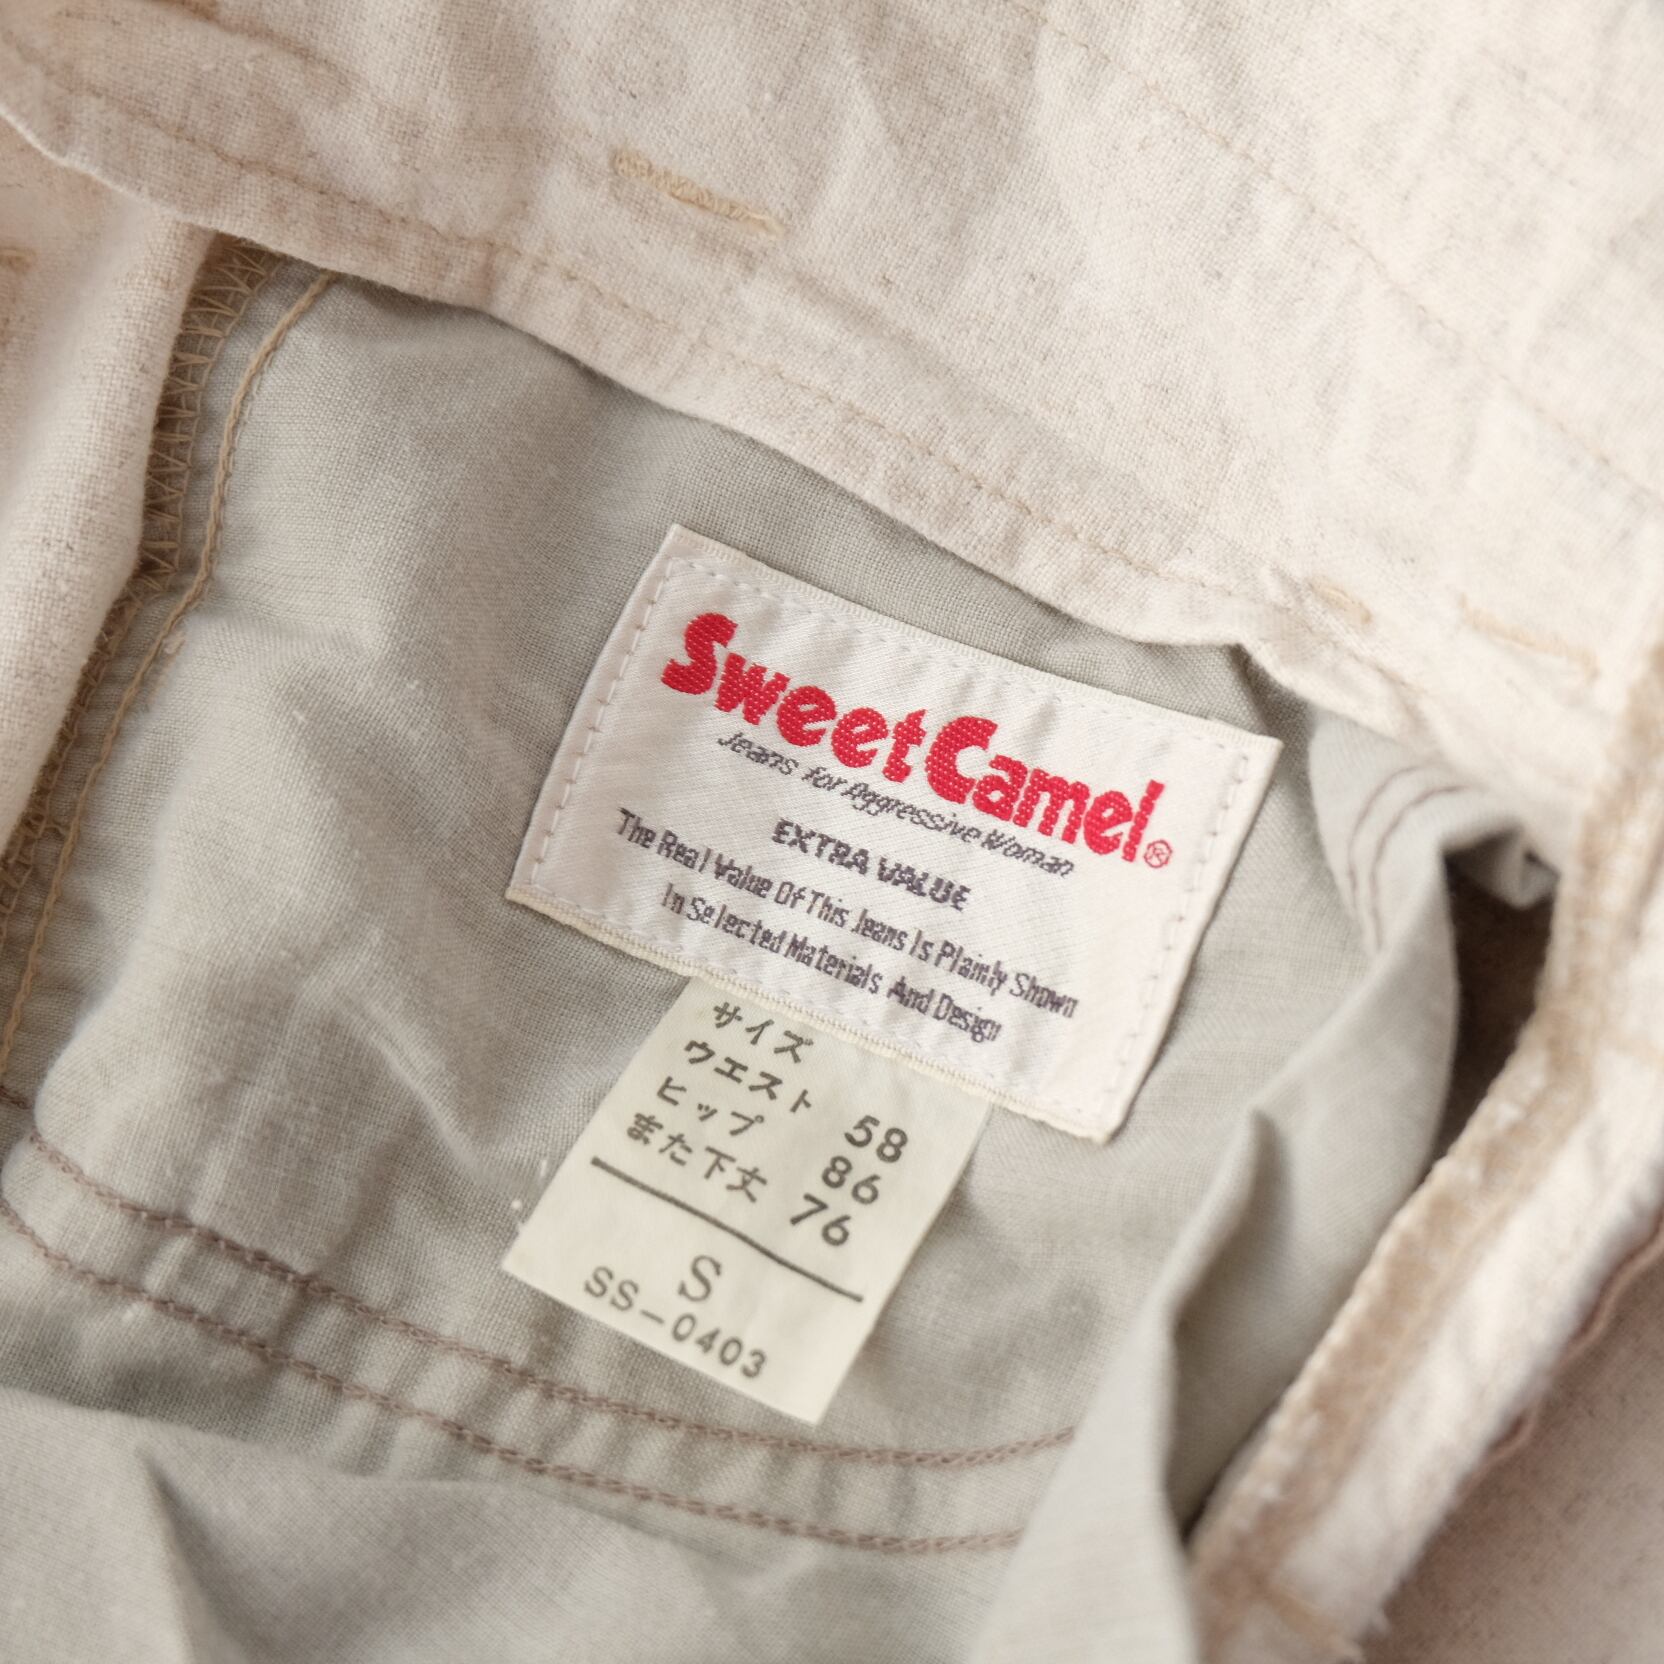 SweetCamel®
Jeans for Aggressive Woman
EXTRA VALUE
The Real Value Of This Jeans Is Plainly Shown
In Selected Materials And Design
サイズ
ウエスト 58
ヒップ 86
また下丈 76
S
SS-0403